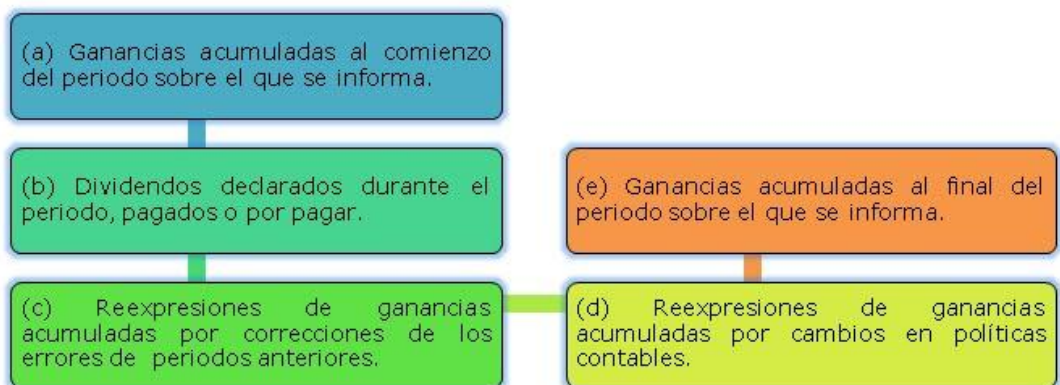 (a) Ganancias acumuladas al comienzo
del periodo sobre el que se informa.
(b) Dividendos declarados durante el
periodo, pagados o por pagar.
(c) Reexpresiones de ganancias
acumuladas por correcciones de los
errores de periodos anteriores.
(d) Reexpresiones de ganancias
acumuladas por cambios en políticas
contables.
(e) Ganancias acumuladas al final del
periodo sobre el que se informa.